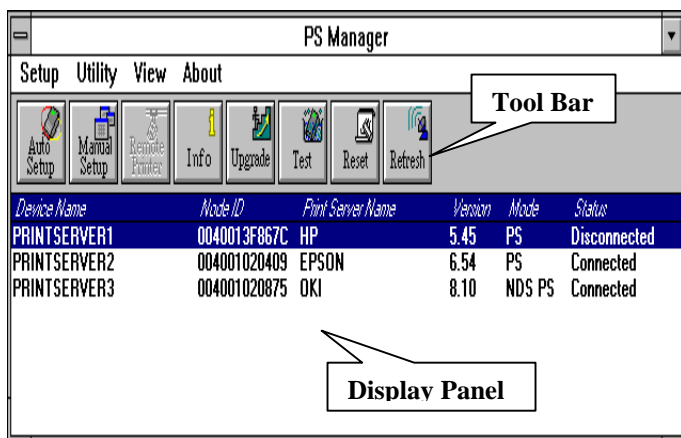 PS Manager
Setup Utility View About
Tool Bar
Auto Setup Manual Setup Remote Printer Info Upgrade Test Reset Refresh
Device Name Node ID Print Server Name Version Mode Status
PRINTSERVER1 0040013F867C HP 5.45 PS Disconnected
PRINTSERVER2 004001020409 EPSON 6.54 PS Connected
PRINTSERVER3 004001020875 OKI 8.10 NDS PS Connected
Display Panel